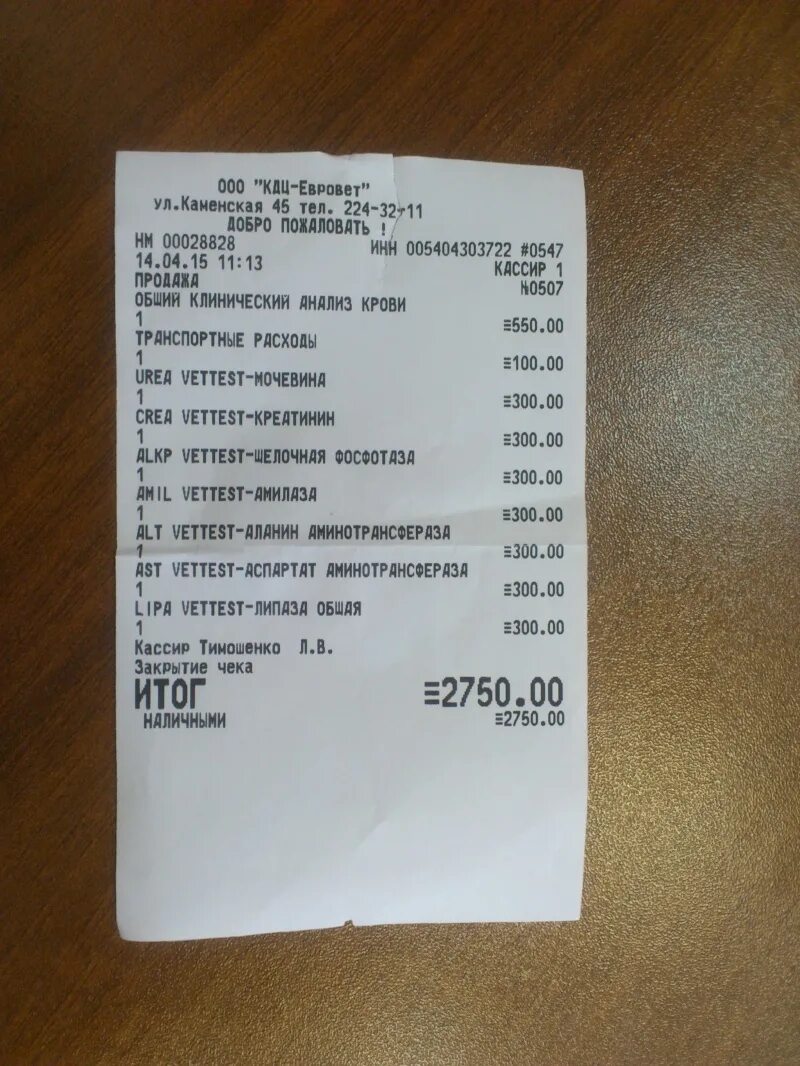 ООО "КДЦ-Евровет"
ул.Каменская 45 тел. 224-32-11
ДОБРО ПОЖАЛОВАТЬ !
НМ 00028828 ИНН 005404303722 #0547
14.04.15 11:13 КАССИР 1
ПРОДАЖА №0507
ОБЩИЙ КЛИНИЧЕСКИЙ АНАЛИЗ КРОВИ
1 ≡550.00
ТРАНСПОРТНЫЕ РАСХОДЫ
1 ≡100.00
UREA VETTEST-МОЧЕВИНА
1 ≡300.00
CREA VETTEST-КРЕАТИНИН
1 ≡300.00
ALKP VETTEST-ЩЕЛОЧНАЯ ФОСФОТАЗА
1 ≡300.00
AMIL VETTEST-АМИЛАЗА
1 ≡300.00
ALT VETTEST-АЛАНИН АМИНОТРАНСФЕРАЗА
1 ≡300.00
AST VETTEST-АСПАРТАТ АМИНОТРАНСФЕРАЗА
1 ≡300.00
LIPA VETTEST-ЛИПАЗА ОБЩАЯ
1 ≡300.00
Кассир Тимошенко Л.В.
Закрытие чека
ИТОГ ≡2750.00
НАЛИЧНЫМИ ≡2750.00